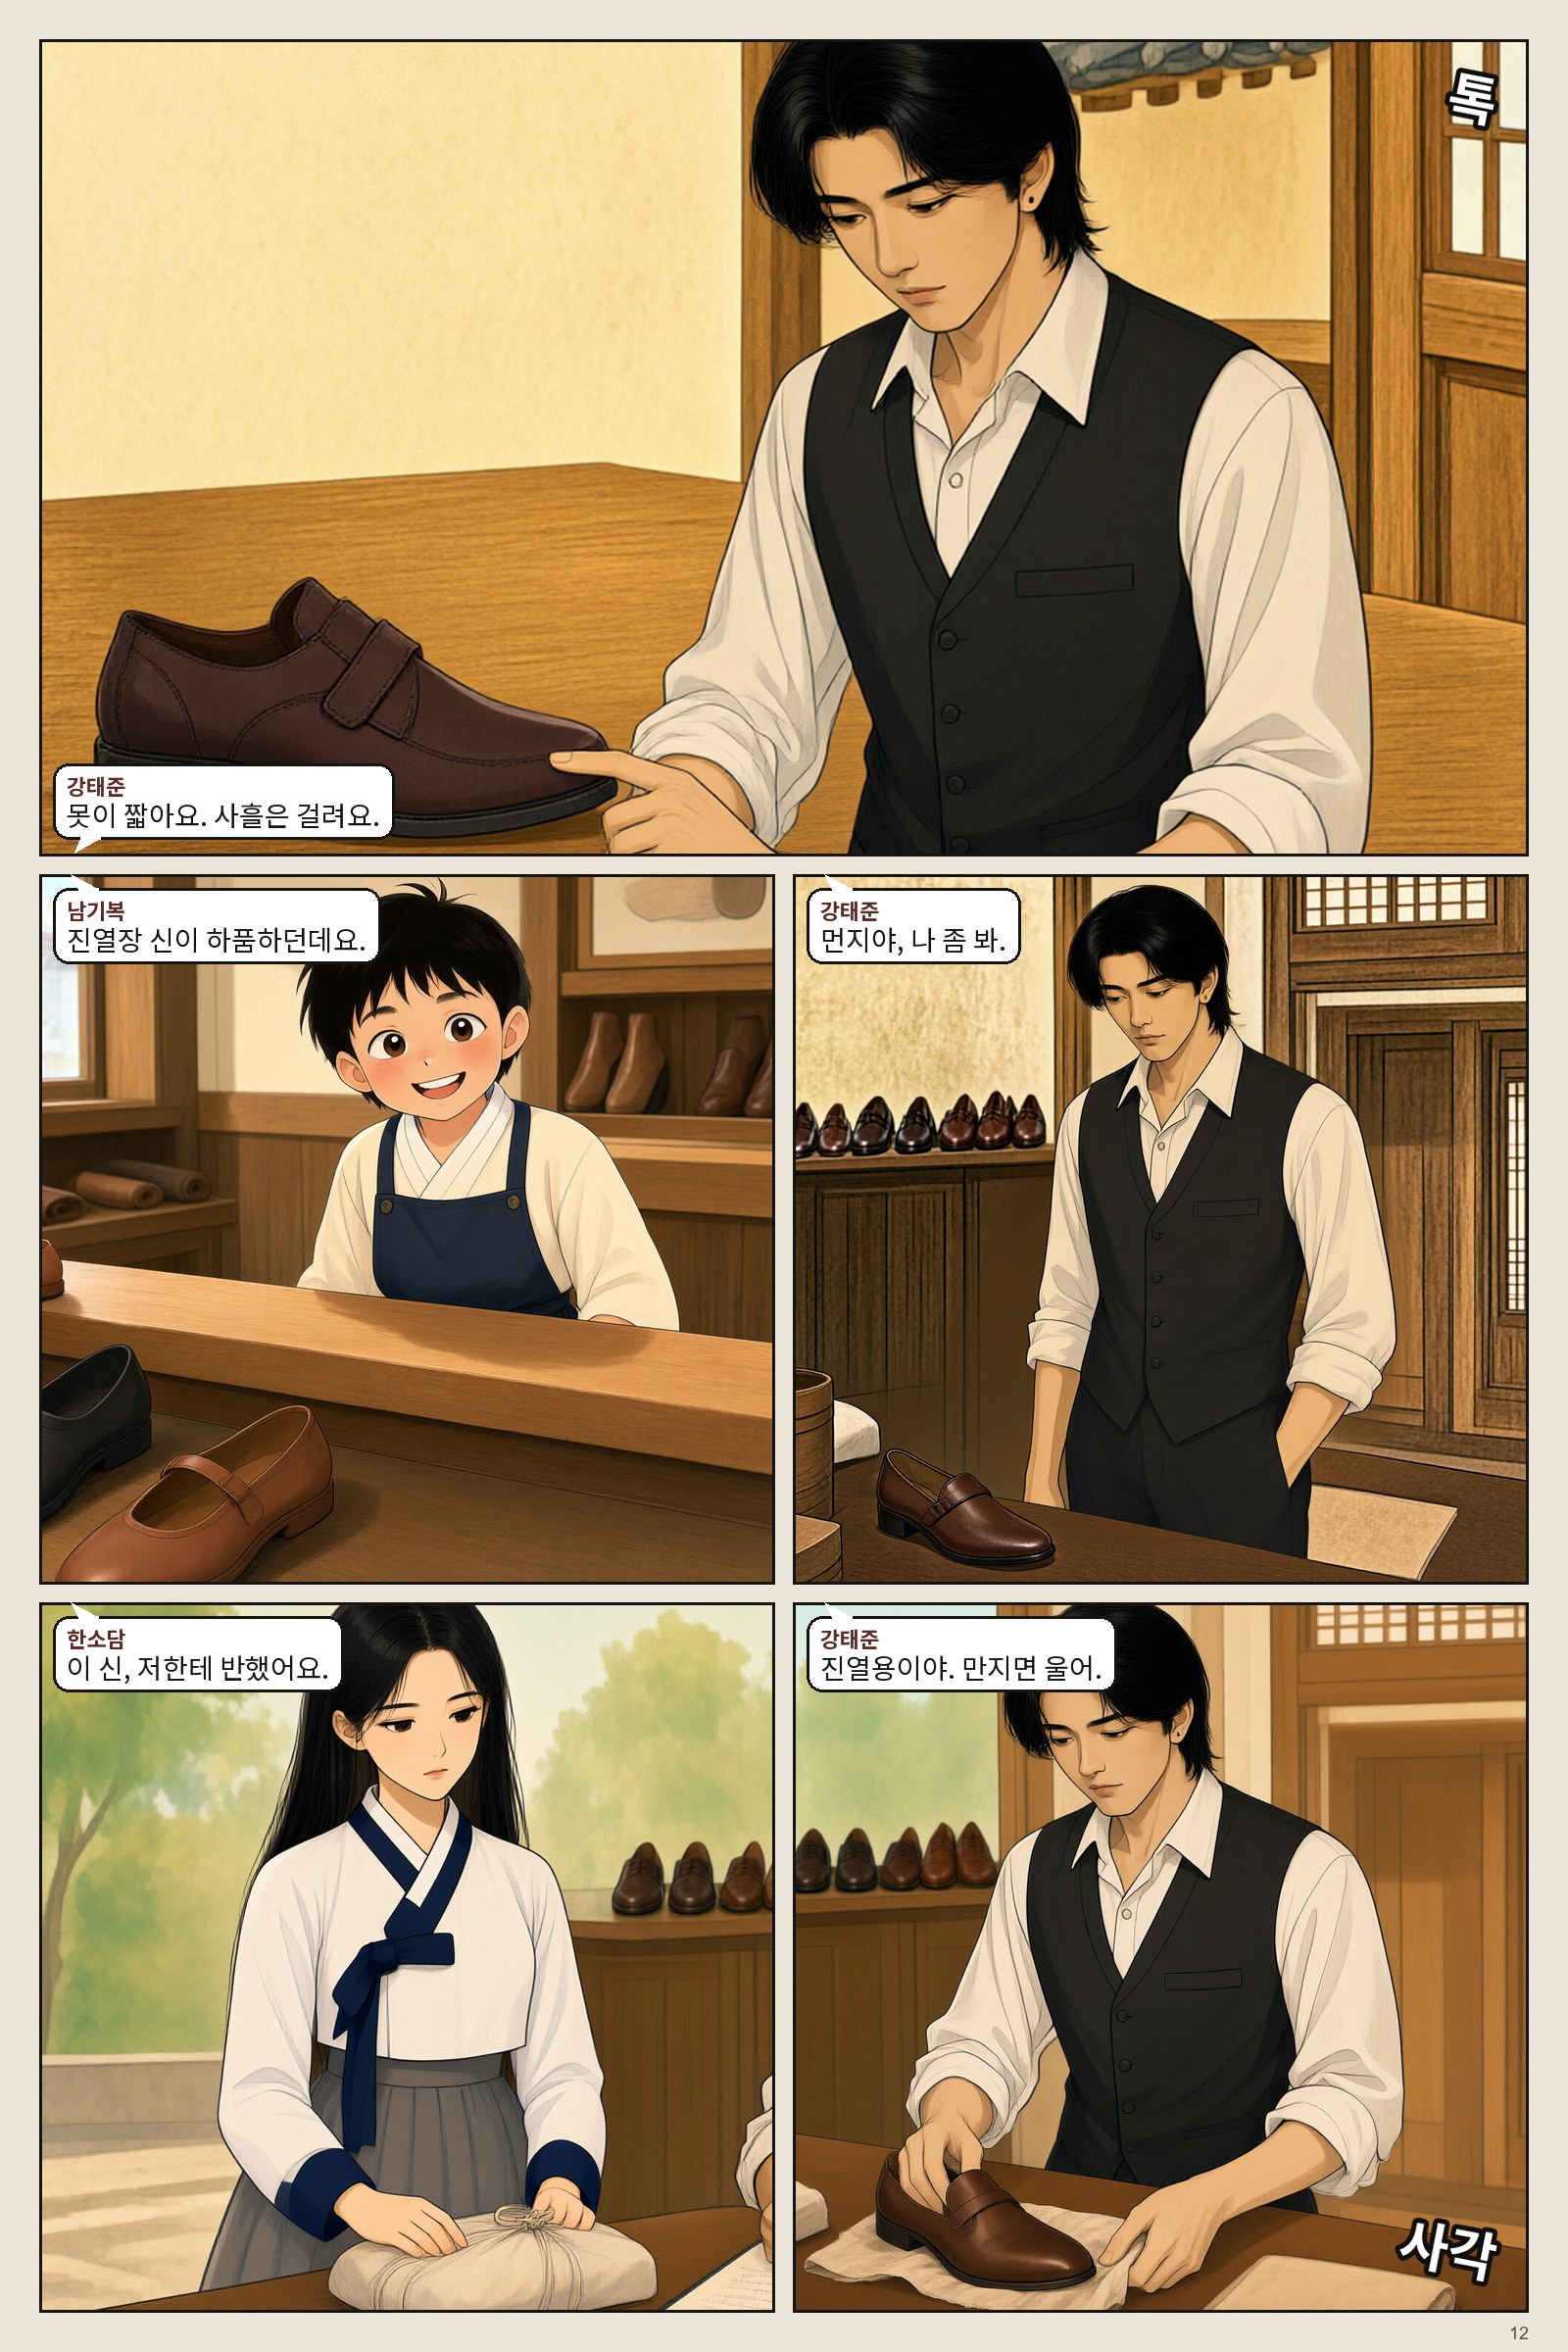 톡
강태준
못이 짧아요. 사흘은 걸려요.
남기복
진열장 신이 하품하던데요.
강태준
먼지야, 나 좀 봐.
한소담
이 신, 저한테 반했어요.
강태준
진열용이야. 만지면 울어.
사각
12